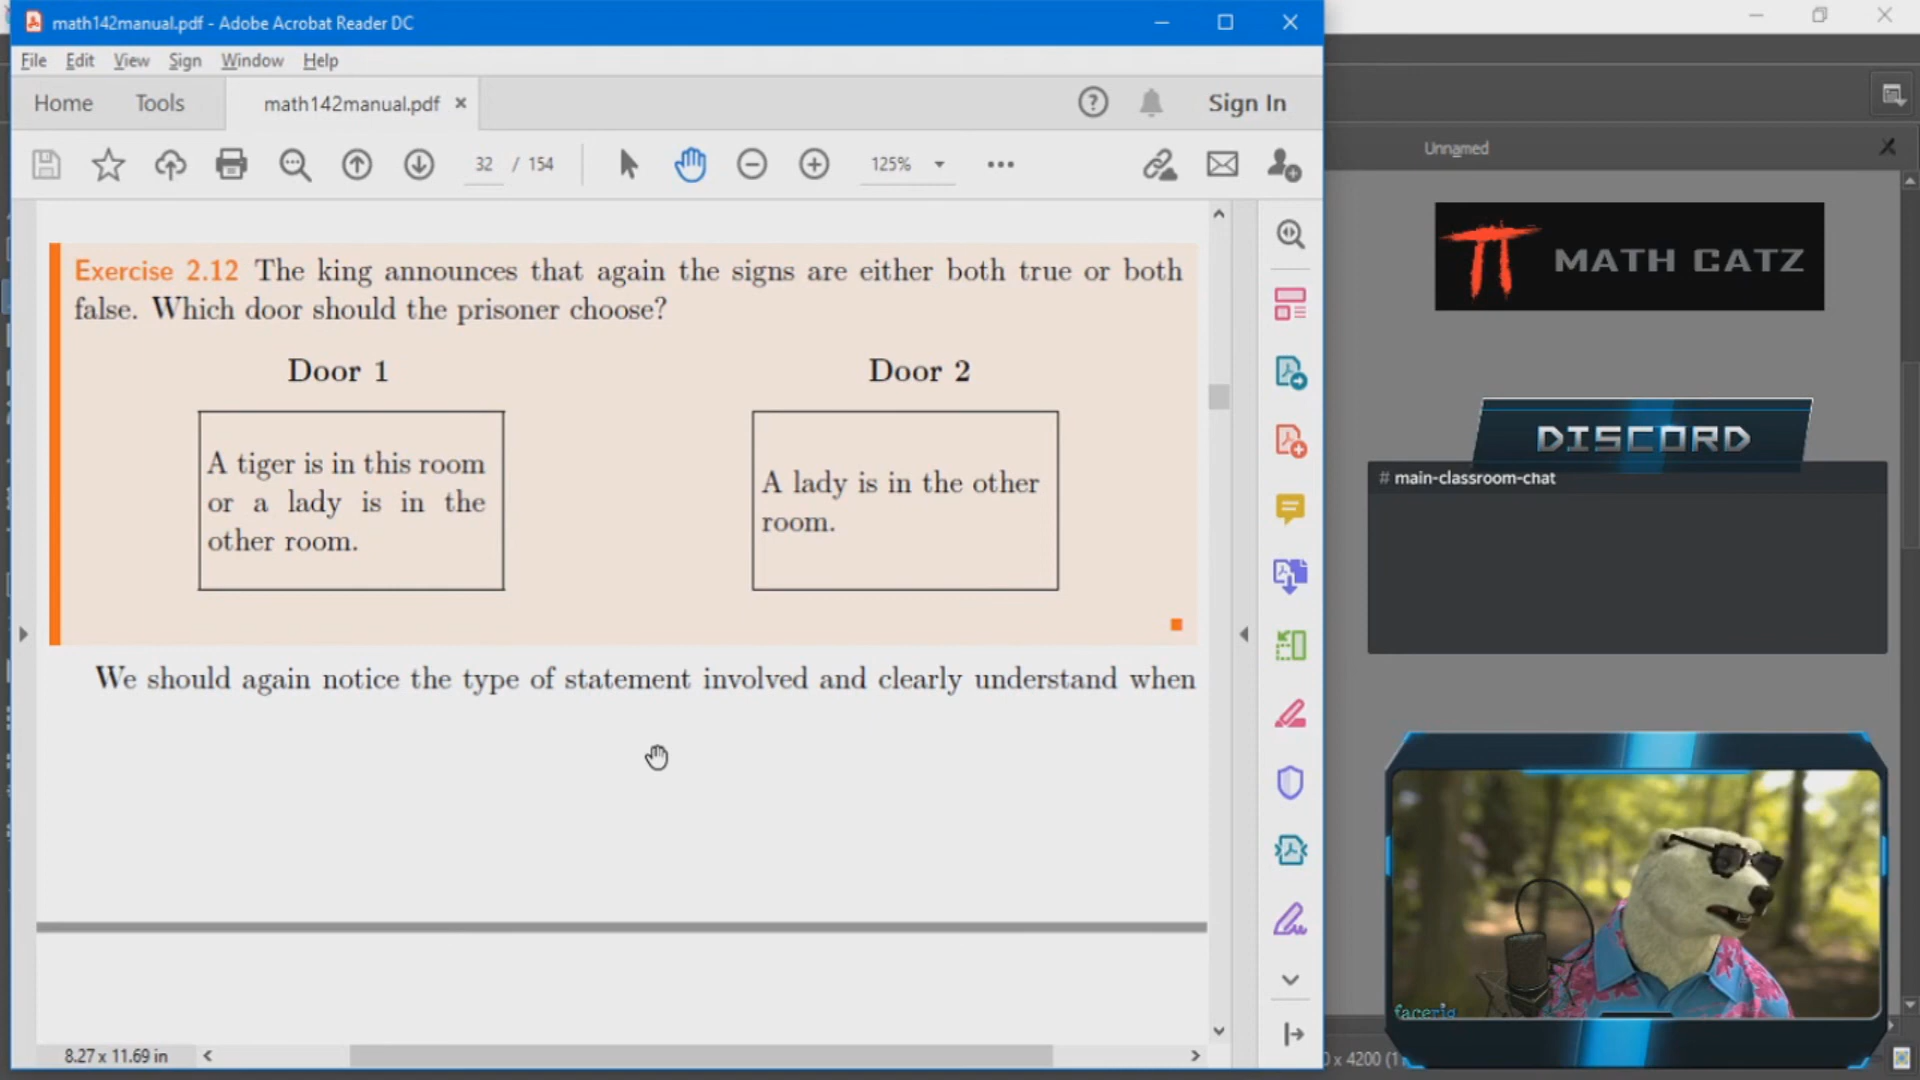 math142manual.pdf - Adobe Acrobat Reader DC
File Edit View Sign Window Help
Home Tools math142manual.pdf × Sign In
32 / 154 125%
Exercise 2.12 The king announces that again the signs are either both true or both
false. Which door should the prisoner choose?
Door 1
A tiger is in this room
or a lady is in the
other room.
Door 2
A lady is in the other
room.
We should again notice the type of statement involved and clearly understand when
8.27 x 11.69 in
Unnamed
MATH CATZ
DISCORD
# main-classroom-chat
facerig
x 4200 (1